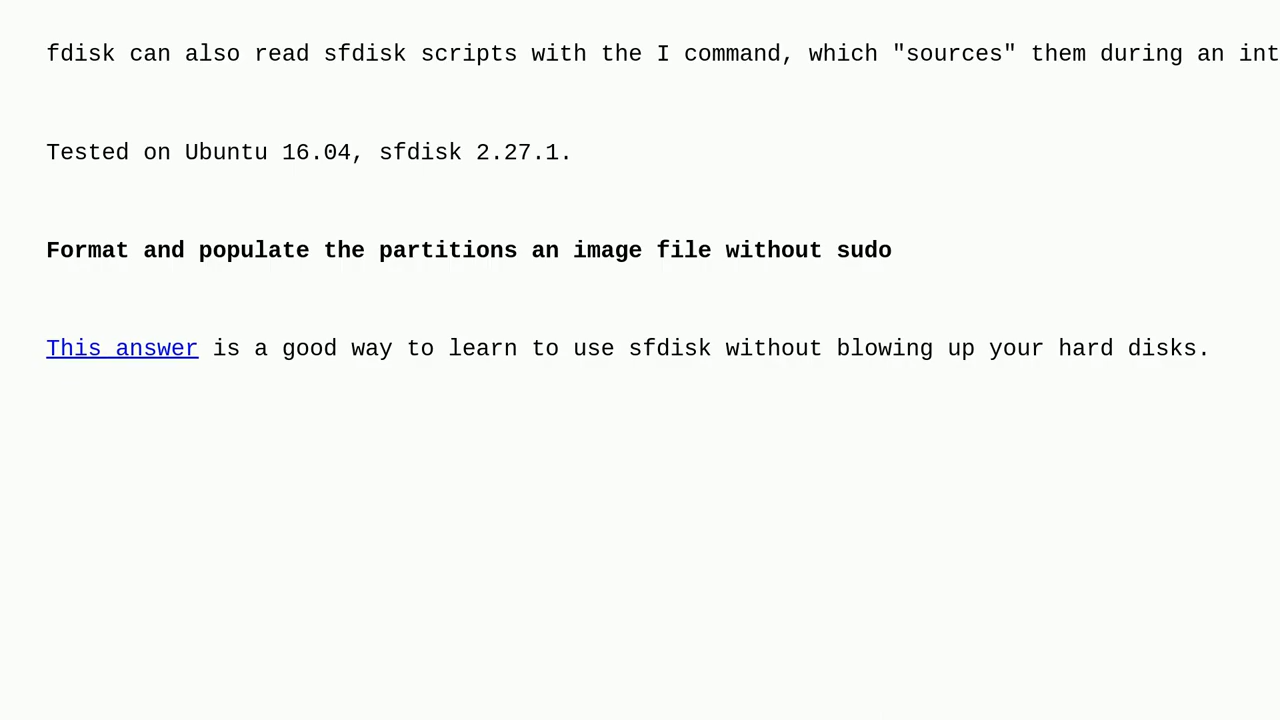 fdisk can also read sfdisk scripts with the I command, which "sources" them during an
Tested on Ubuntu 16.04, sfdisk 2.27.1.
Format and populate the partitions an image file without sudo
This answer is a good way to learn to use sfdisk without blowing up your hard disks.